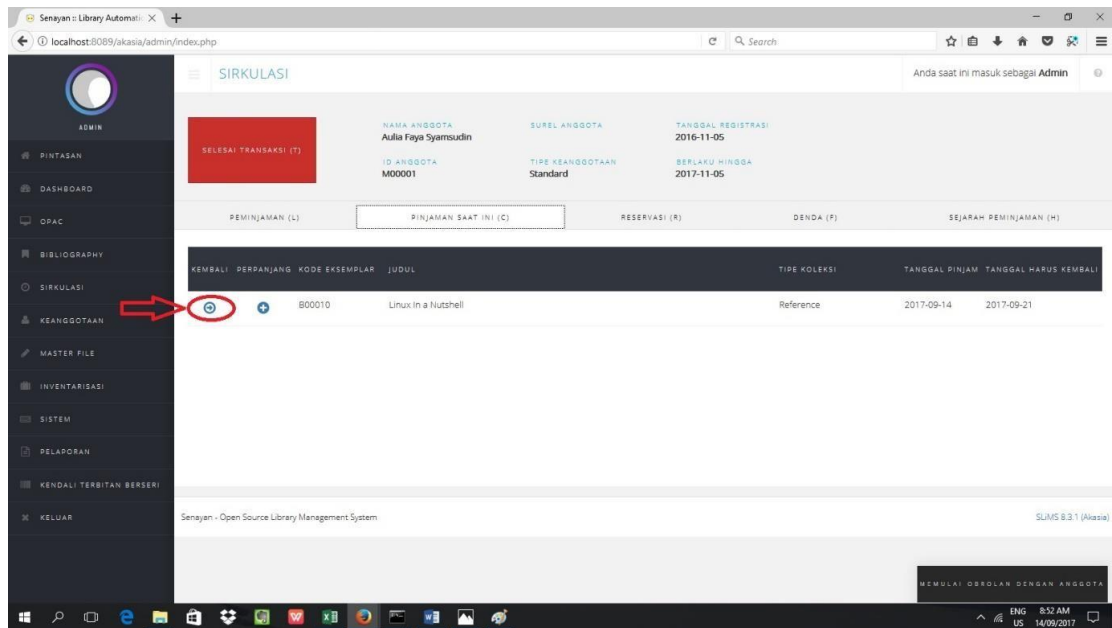 Senayan :: Library Automatic
localhost:8089/akasia/admin/index.php
Search
ADMIN
PINTASAN
DASHBOARD
OPAC
BIBLIOGRAPHY
SIRKULASI
KEANGGOTAAN
MASTER FILE
INVENTARISASI
SISTEM
PELAPORAN
KENDALI TERBITAN BERSERI
KELUAR
SIRKULASI
Anda saat ini masuk sebagai Admin
SELESAI TRANSAKSI (T)
NAMA ANGGOTA SUREL ANGGOTA TANGGAL REGISTRASI
Aulia Faya Syamsudin 2016-11-05
ID ANGGOTA TIPE KEANGGOTAAN BERLAKU HINGGA
M00001 Standard 2017-11-05
PEMINJAMAN (L) PINJAMAN SAAT INI (C) RESERVASI (R) DENDA (F) SEJARAH PEMINJAMAN (H)
KEMBALI PERPANJANG KODE EKSEMPLAR JUDUL TIPE KOLEKSI TANGGAL PINJAM TANGGAL HARUS KEMBALI
B00010 Linux In a Nutshell Reference 2017-09-14 2017-09-21
Senayan - Open Source Library Management System SLiMS 8.3.1 (Akasia)
MEMULAI OBROLAN DENGAN ANGGOTA
ENG 8:52 AM
US 14/09/2017